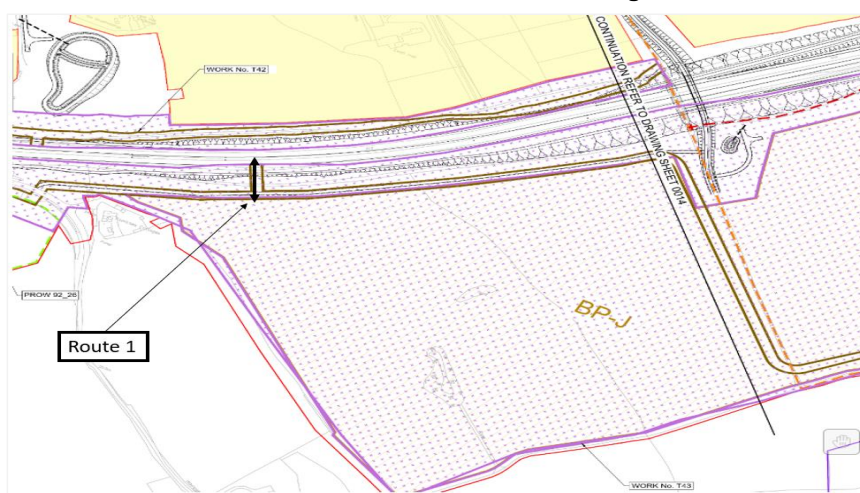 WORK No. T42
CONTINUATION REFER TO DRAWING SHEET 0014
PROW 92_26
Route 1
BP-J
WORK No. T43